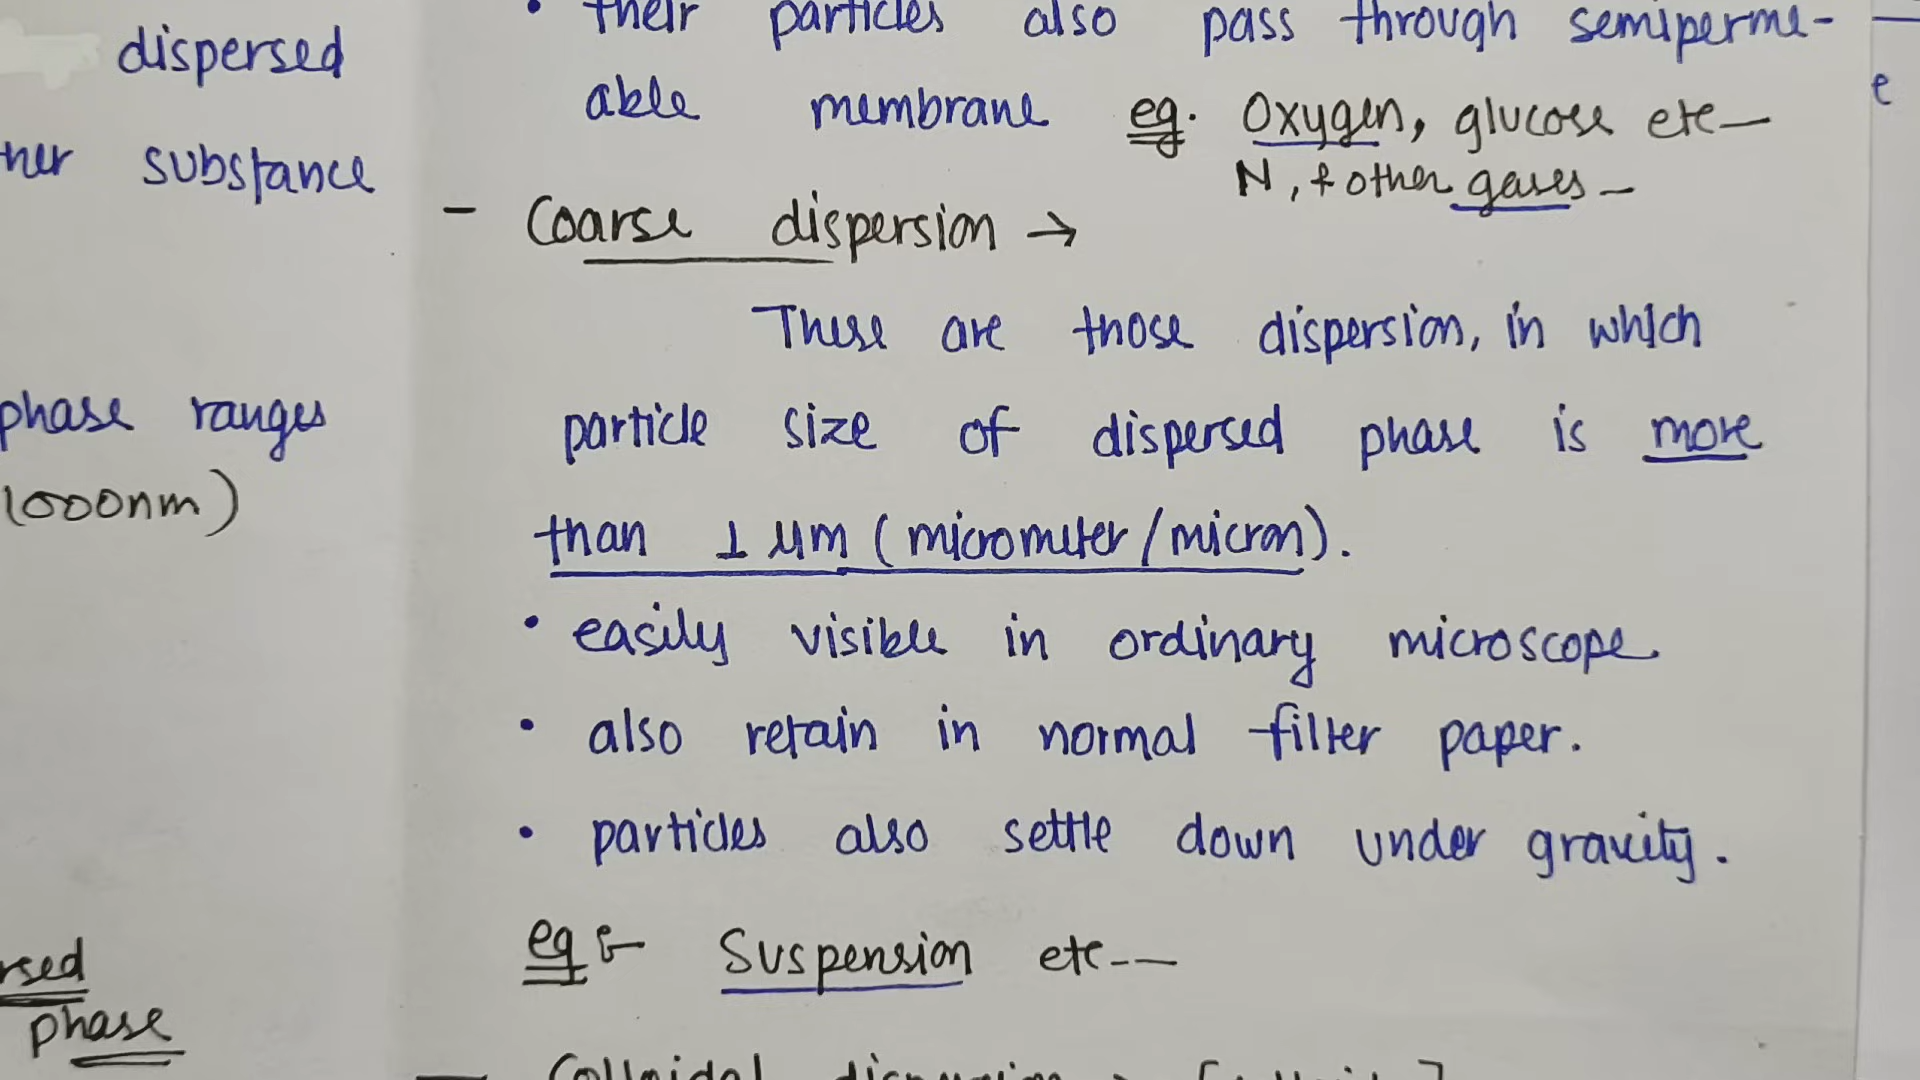 dispersed
substance
phase ranges
1000nm)
phase
• their particles also pass through semiperme-
able membrane eg. Oxygen, glucose etc—
N, & other gases —
- Coarse dispersion →
These are those dispersion, in which
particle size of dispersed phase is more
than 1 µm (micrometer/micron).
• easily visible in ordinary microscope
• also retain in normal filter paper.
• particles also settle down under gravity.
eg :- Suspension etc -—
- Colloidal dispersion